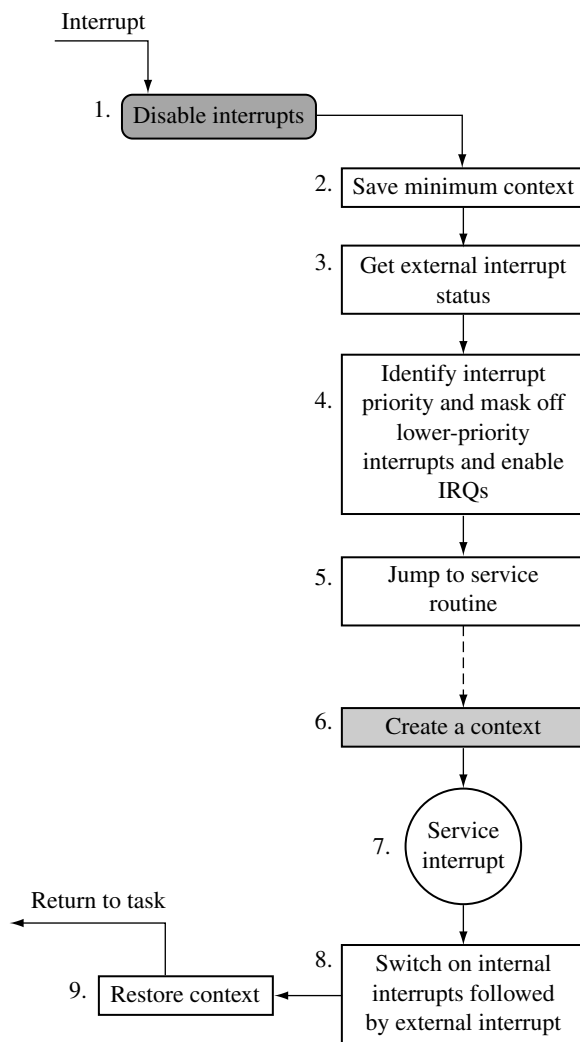 Interrupt
1.
Disable interrupts
2.
Save minimum context
3.
Get external interrupt
status
4.
Identify interrupt
priority and mask off
lower-priority
interrupts and enable
IRQs
5.
Jump to service
routine
6.
Create a context
7.
Service
interrupt
8.
Switch on internal
interrupts followed
by external interrupt
9.
Restore context
Return to task